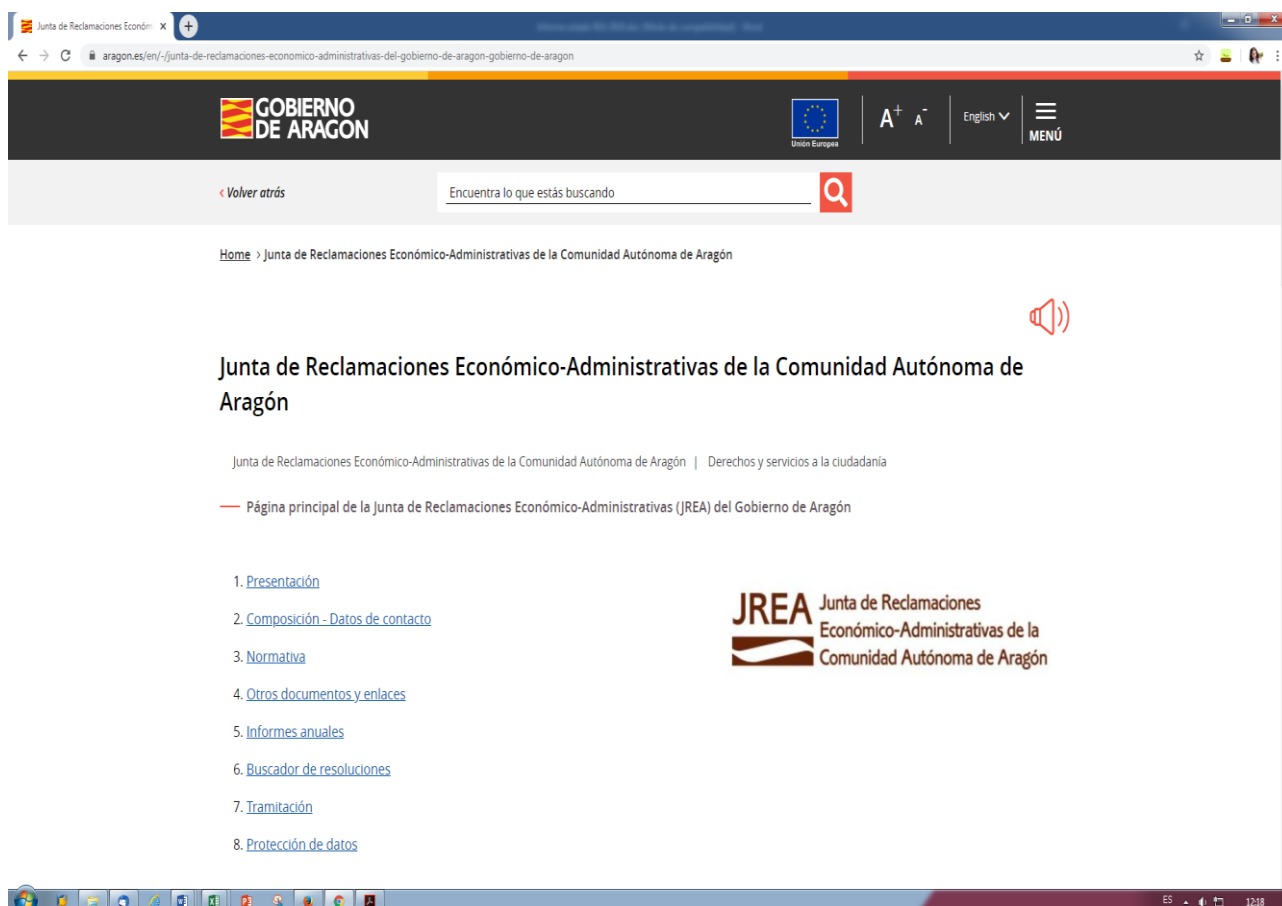 Junta de Reclamaciones Económ
aragon.es/en/-/junta-de-reclamaciones-economico-administrativas-del-gobierno-de-aragon-gobierno-de-aragon
GOBIERNO
DE ARAGON
Unión Europea
A+ A-
English
MENÚ
‹ Volver atrás
Encuentra lo que estás buscando
Home > Junta de Reclamaciones Económico-Administrativas de la Comunidad Autónoma de Aragón
Junta de Reclamaciones Económico-Administrativas de la Comunidad Autónoma de
Aragón
Junta de Reclamaciones Económico-Administrativas de la Comunidad Autónoma de Aragón | Derechos y servicios a la ciudadanía
Página principal de la Junta de Reclamaciones Económico-Administrativas (JREA) del Gobierno de Aragón
1. Presentación
2. Composición - Datos de contacto
3. Normativa
4. Otros documentos y enlaces
5. Informes anuales
6. Buscador de resoluciones
7. Tramitación
8. Protección de datos
JREA
Junta de Reclamaciones
Económico-Administrativas de la
Comunidad Autónoma de Aragón
ES
12:18